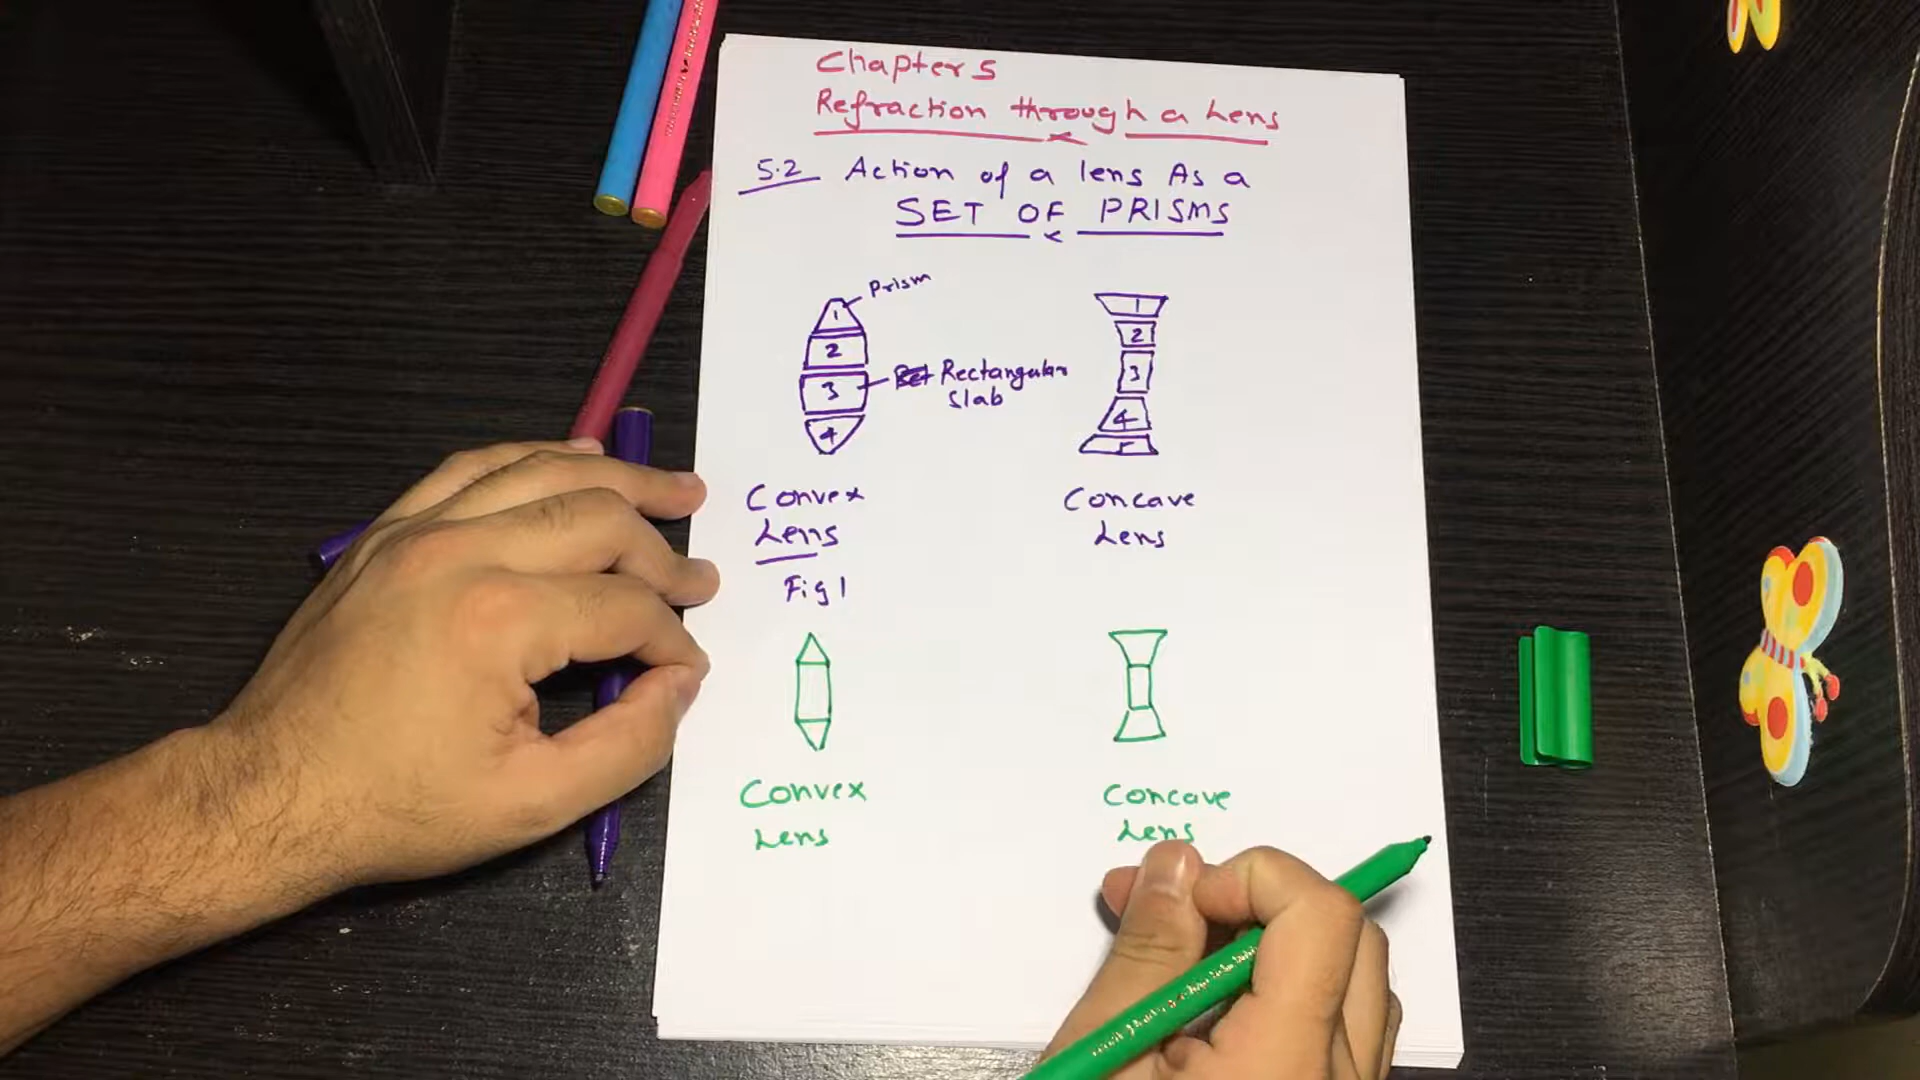 Chapter 5
Refraction through a Lens
5.2 Action of a lens As a
SET OF PRISMS
Prism
1
2
3
4
Rectangular
Slab
1
2
3
4
5
Convex
Lens
Fig 1
Concave
Lens
Convex
Lens
Concave
Lens